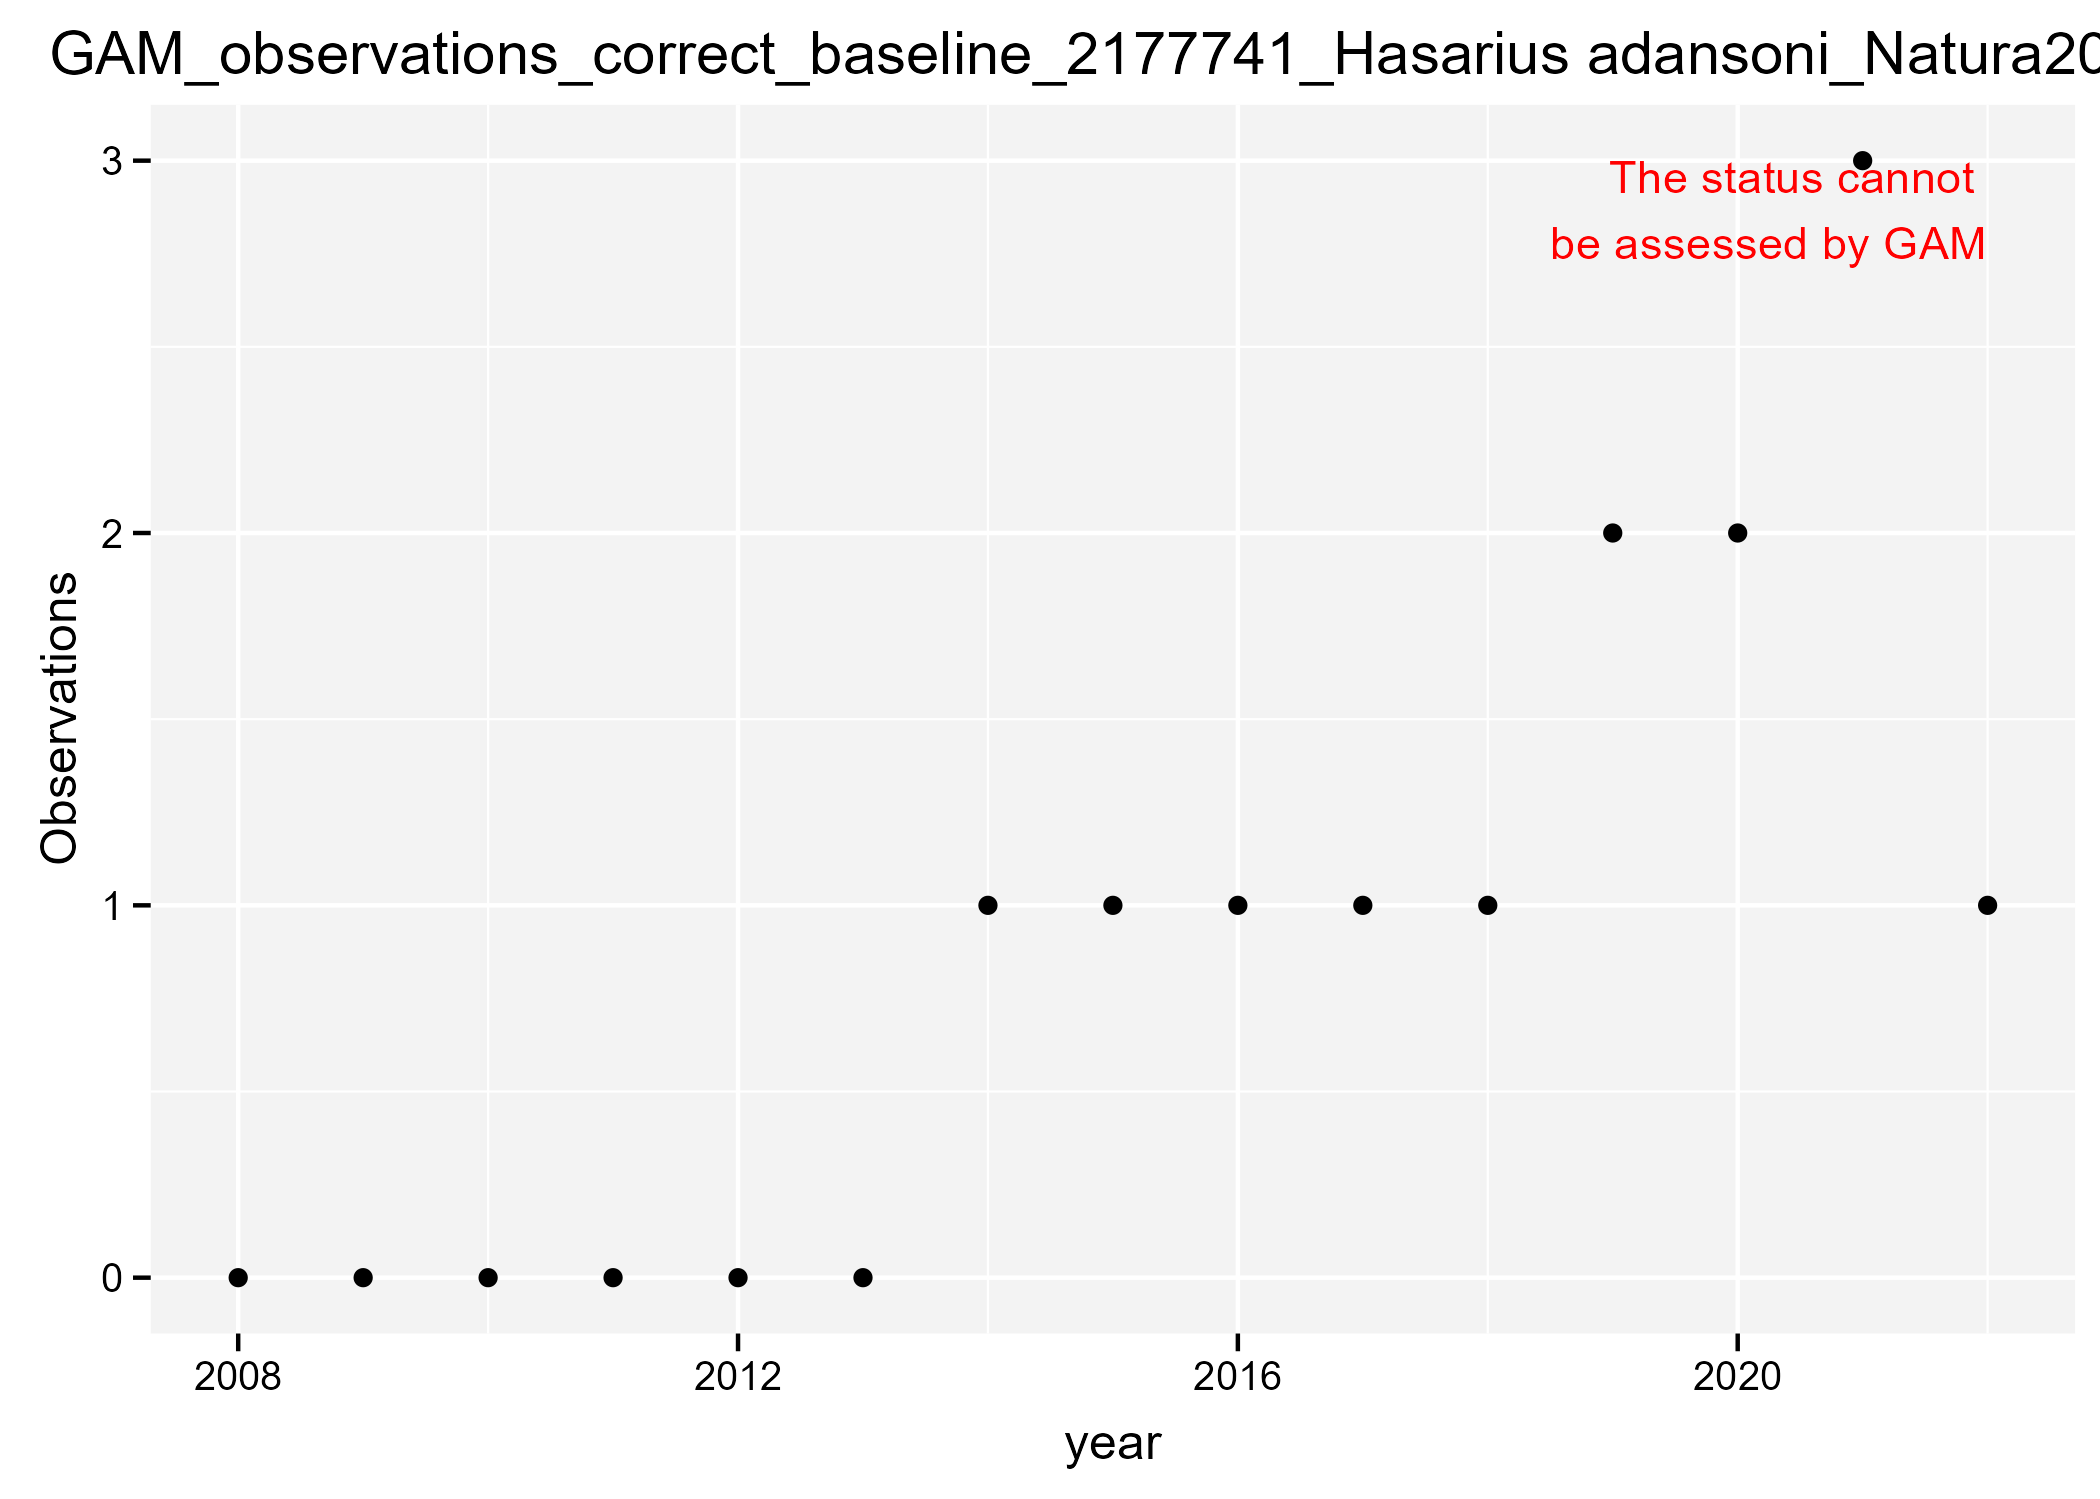 GAM_observations_correct_baseline_2177741_Hasarius adansoni_Natura20
3
The status cannot
be assessed by GAM
2
Observations
1
0
2008 2012 2016 2020
year